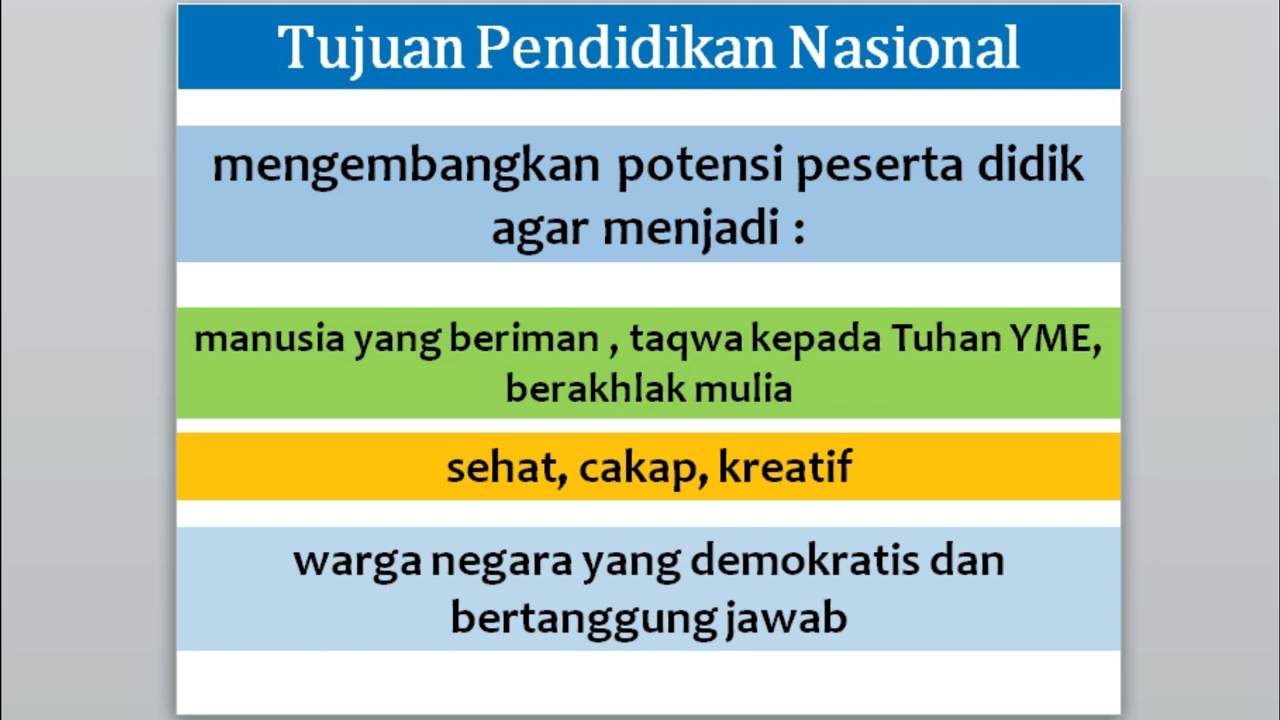 Tujuan Pendidikan Nasional
mengembangkan potensi peserta didik
agar menjadi :
manusia yang beriman , taqwa kepada Tuhan YME,
berakhlak mulia
sehat, cakap, kreatif
warga negara yang demokratis dan
bertanggung jawab